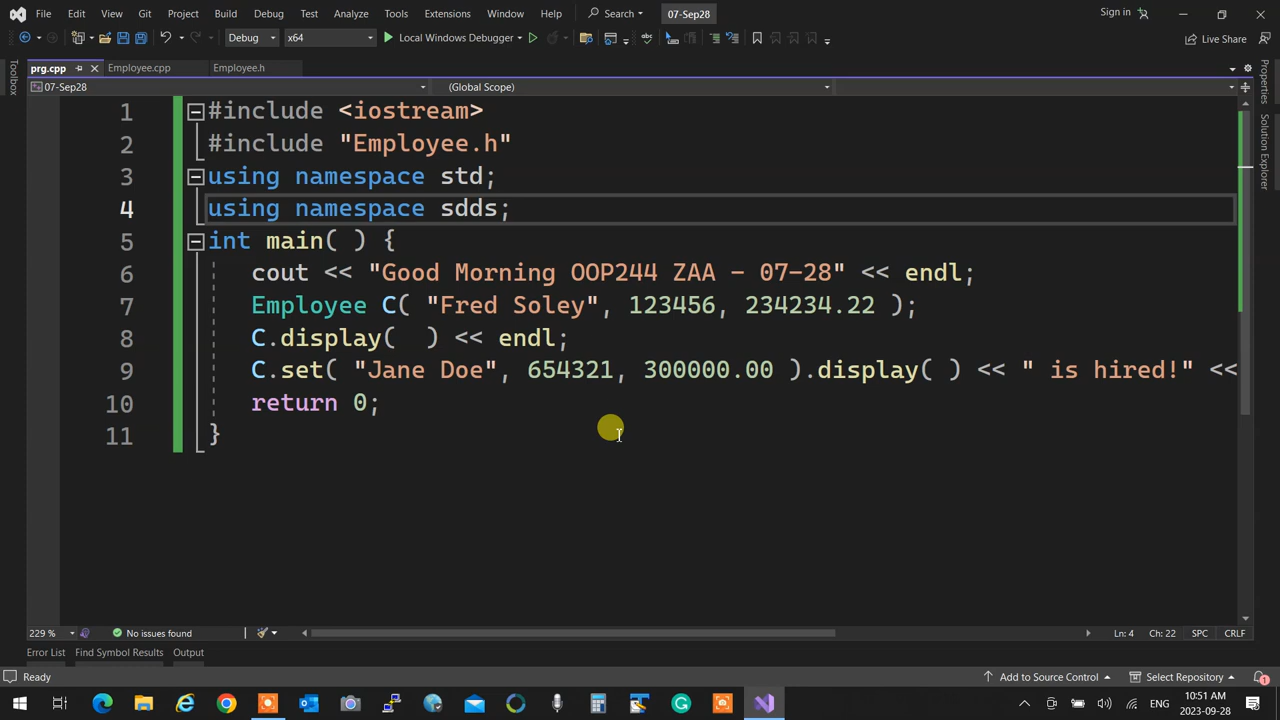 File Edit View Git Project Build Debug Test Analyze Tools Extensions Window Help Search 07-Sep28 Sign in
Debug x64 Local Windows Debugger Live Share
prg.cpp Employee.cpp Employee.h
07-Sep28 (Global Scope)
Toolbox
Properties
Solution Explorer
1 #include <iostream>
2 #include "Employee.h"
3 using namespace std;
4 using namespace sdds;
5 int main( ) {
6 cout << "Good Morning OOP244 ZAA - 07-28" << endl;
7 Employee C( "Fred Soley", 123456, 234234.22 );
8 C.display(  ) << endl;
9 C.set( "Jane Doe", 654321, 300000.00 ).display( ) << " is hired!" <<
10 return 0;
11 }
229 % No issues found Ln: 4 Ch: 22 SPC CRLF
Error List Find Symbol Results Output
Ready Add to Source Control Select Repository 1
10:51 AM
ENG 2023-09-28